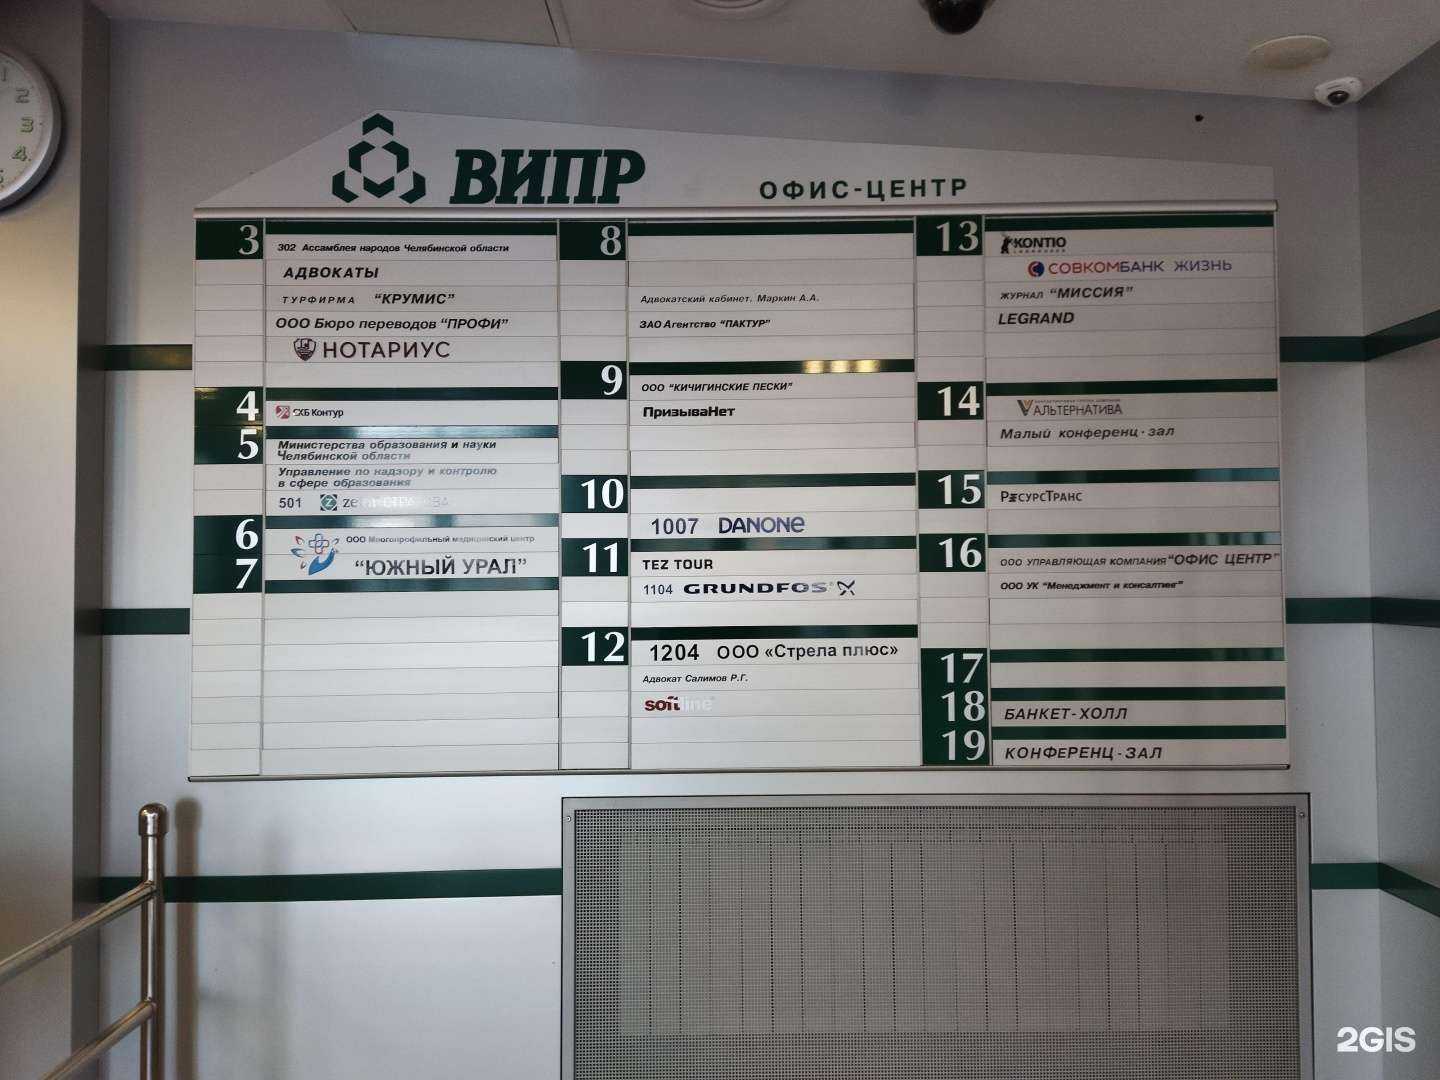 2
3
4
ВИПР
ОФИС-ЦЕНТР
3
302 Ассамблея народов Челябинской области
АДВОКАТЫ
ТУРФИРМА "КРУМИС"
ООО Бюро переводов "ПРОФИ"
НОТАРИУС
4
СКБ Контур
5
Министерства образования и науки
Челябинской области
Управление по надзору и контролю
в сфере образования
501
6
ООО Многопрофильный медицинский центр
7
"ЮЖНЫЙ УРАЛ"
8
Адвокатский кабинет. Маркин А.А.
ЗАО Агентство "ПАКТУР"
9
ООО "КИЧИГИНСКИЕ ПЕСКИ"
ПризываНет
10
1007 DANONE
11
TEZ TOUR
1104 GRUNDFOS
12
1204 ООО «Стрела плюс»
Адвокат Салимов Р.Г.
softline
13
KONTIO
СОВКОМБАНК ЖИЗНЬ
ЖУРНАЛ "МИССИЯ"
LEGRAND
14
АЛЬТЕРНАТИВА
Малый конференц-зал
15
РЕСУРСТРАНС
16
ООО УПРАВЛЯЮЩАЯ КОМПАНИЯ "ОФИС ЦЕНТР"
ООО УК "Менеджмент и консалтинг"
17
18
БАНКЕТ-ХОЛЛ
19
КОНФЕРЕНЦ-ЗАЛ
2GIS